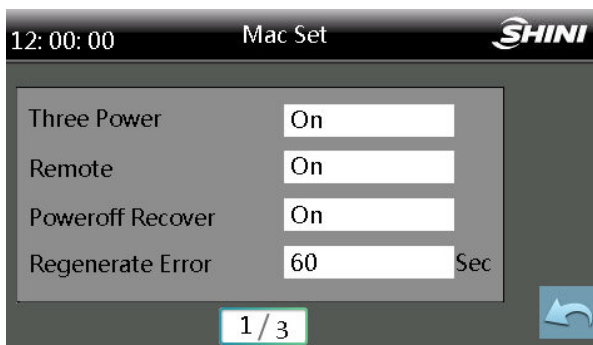 12: 00: 00 Mac Set SHINI
Three Power On
Remote On
Poweroff Recover On
Regenerate Error 60 Sec
1 / 3